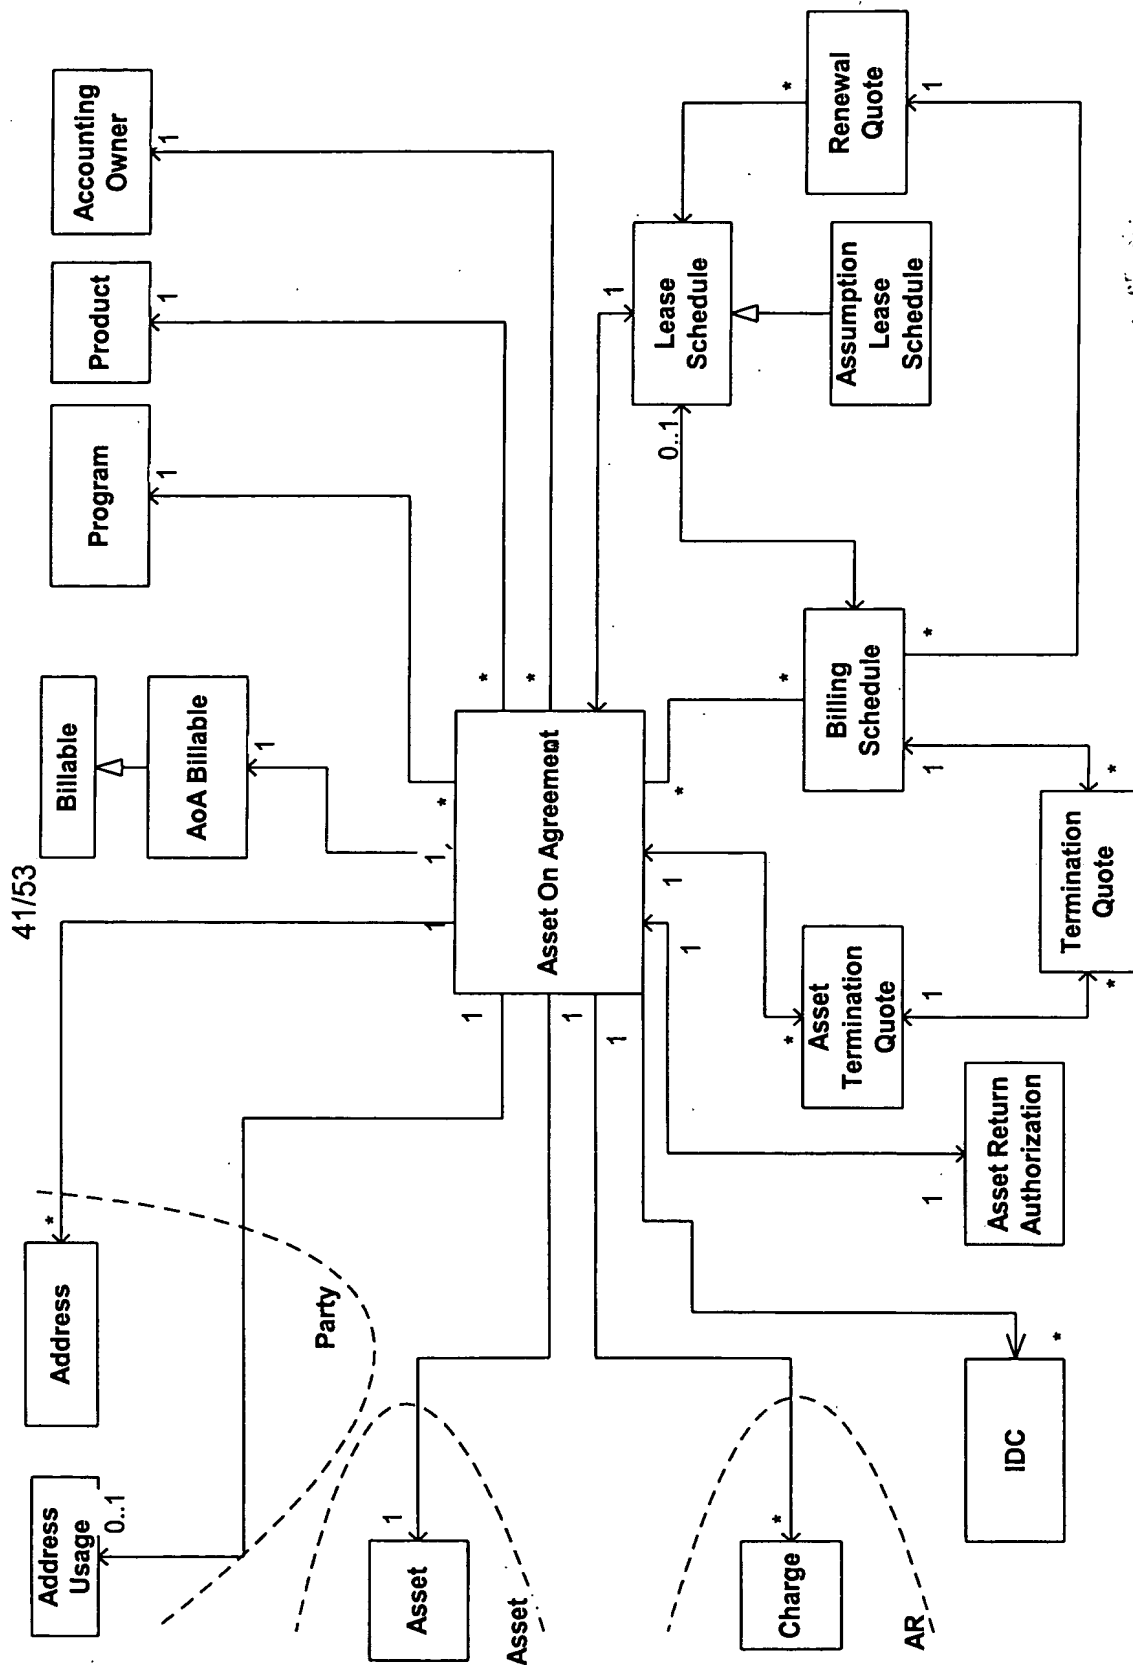 41/53
Address
Usage
0..1
Address
*
Billable
AoA Billable
1
Program
1
Product
1
Accounting
Owner
1
Party
1
1
*
*
*
Asset On Agreement
1
1
1
Asset
1
Asset
1
1
*
*
Lease
Schedule
1
0..1
Assumption
Lease
Schedule
Renewal
Quote
*
1
Billing
Schedule
*
*
1
Asset
Termination
Quote
*
1
Termination
Quote
*
*
Asset Return
Authorization
1
Charge
*
AR
IDC
*